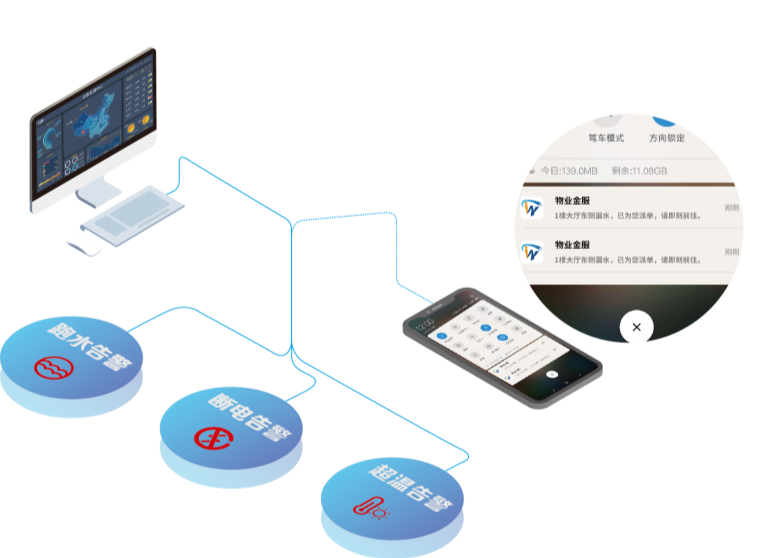 驾车模式 方向锁定
今日:139.0MB 剩余:11.08GB
物业金服
1楼大厅东侧漏水,已为您派单,请即刻前往。
刚刚
物业金服
1楼大厅东侧漏水,已为您派单,请即刻前往。
刚刚
12:00
跑水告警
断电告警
超温告警